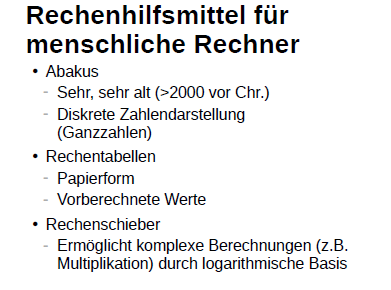 Rechenhilfsmittel für
menschliche Rechner
• Abakus
- Sehr, sehr alt (>2000 vor Chr.)
- Diskrete Zahlendarstellung
(Ganzzahlen)
• Rechentabellen
- Papierform
- Vorberechnete Werte
• Rechenschieber
- Ermöglicht komplexe Berechnungen (z.B.
Multiplikation) durch logarithmische Basis